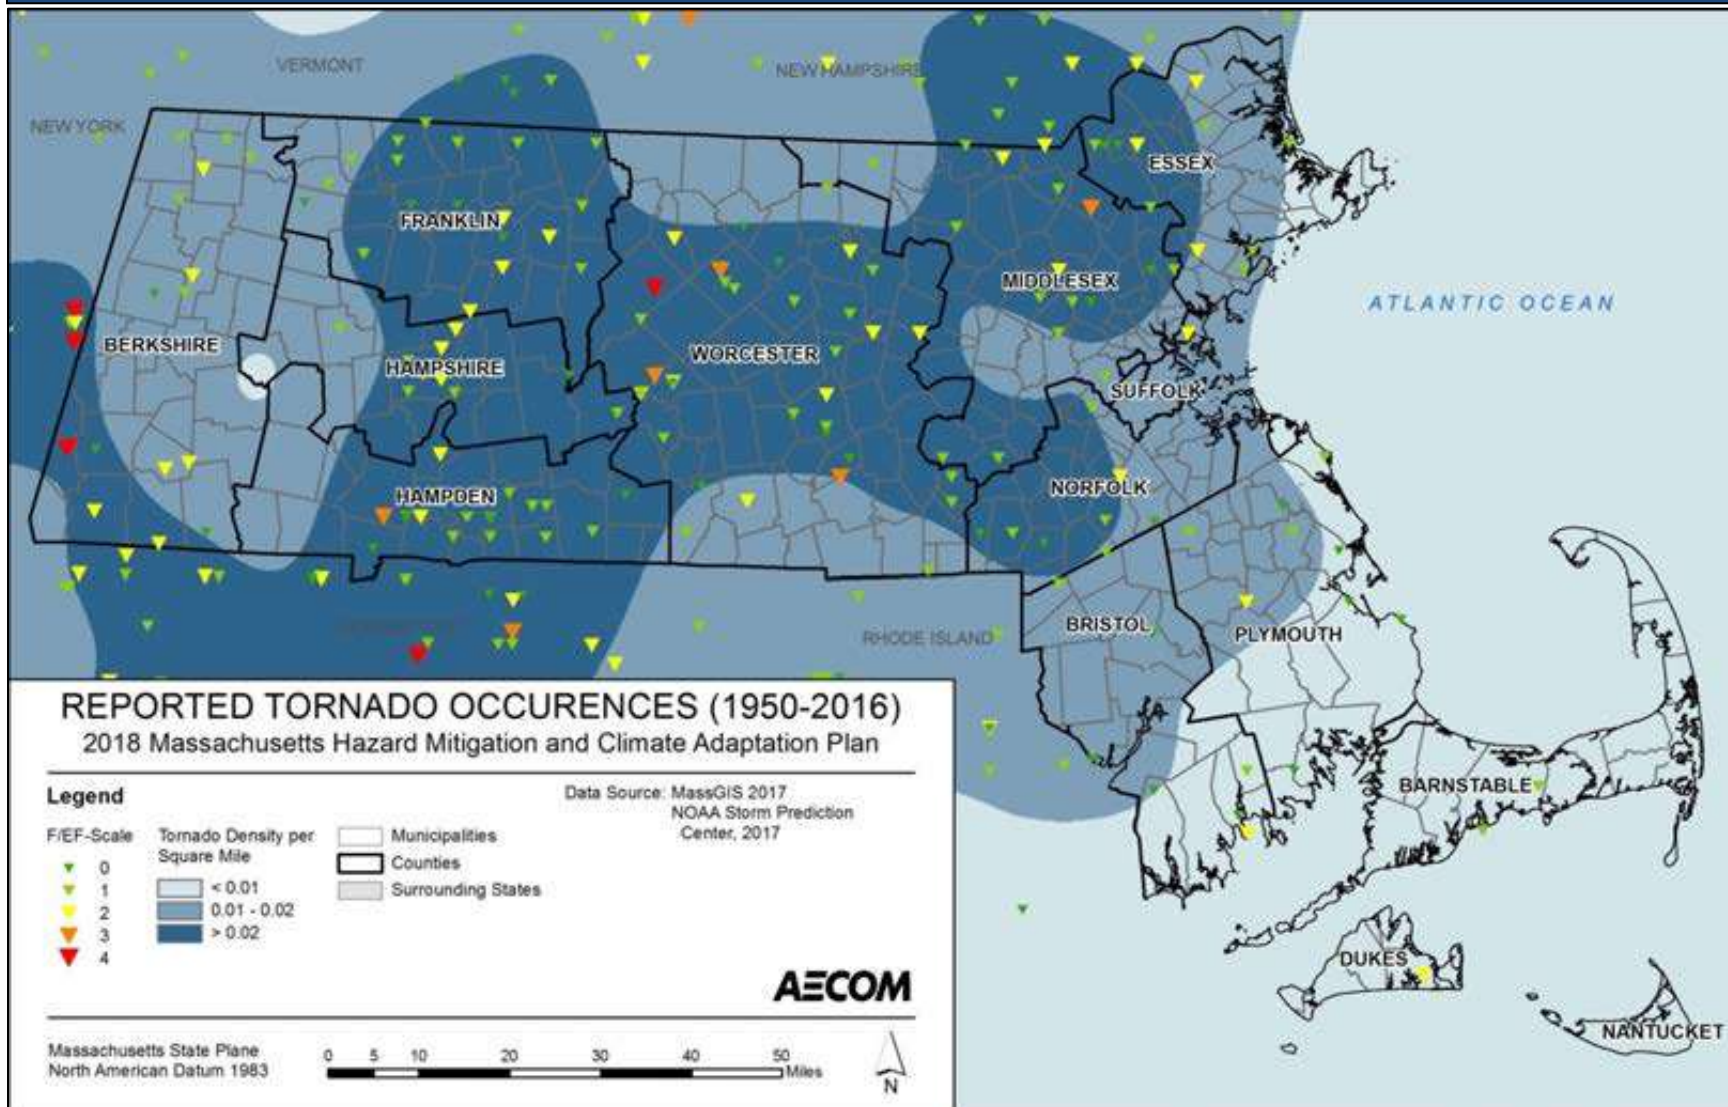 VERMONT
NEW HAMPSHIRE
NEW YORK
ESSEX
FRANKLIN
MIDDLESEX
ATLANTIC OCEAN
BERKSHIRE
WORCESTER
HAMPSHIRE
SUFFOLK
NORFOLK
HAMPDEN
BRISTOL
PLYMOUTH
RHODE ISLAND
BARNSTABLE
DUKES
NANTUCKET
REPORTED TORNADO OCCURENCES (1950-2016)
2018 Massachusetts Hazard Mitigation and Climate Adaptation Plan
Legend
F/EF-Scale
0
1
2
3
4
Tornado Density per
Square Mile
< 0.01
0.01 - 0.02
> 0.02
Municipalities
Counties
Surrounding States
Data Source: MassGIS 2017
NOAA Storm Prediction
Center, 2017
AECOM
Massachusetts State Plane
North American Datum 1983
0 5 10 20 30 40 50
Miles
N